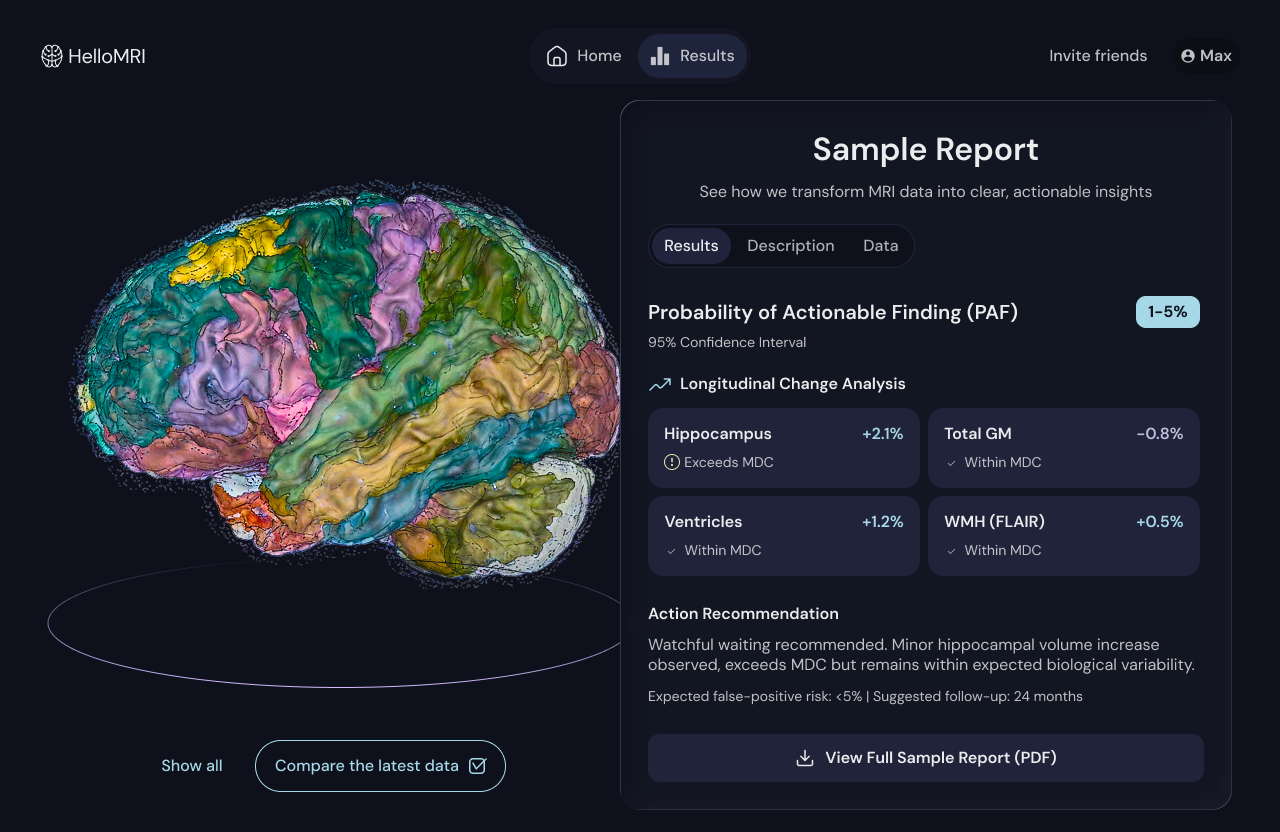 HelloMRI
Home
Results
Invite friends
Max
Sample Report
See how we transform MRI data into clear, actionable insights
Results
Description
Data
Probability of Actionable Finding (PAF)
1-5%
95% Confidence Interval
Longitudinal Change Analysis
Hippocampus
+2.1%
Exceeds MDC
Total GM
-0.8%
Within MDC
Ventricles
+1.2%
Within MDC
WMH (FLAIR)
+0.5%
Within MDC
Action Recommendation
Watchful waiting recommended. Minor hippocampal volume increase
observed, exceeds MDC but remains within expected biological variability.
Expected false-positive risk: <5% | Suggested follow-up: 24 months
View Full Sample Report (PDF)
Show all
Compare the latest data